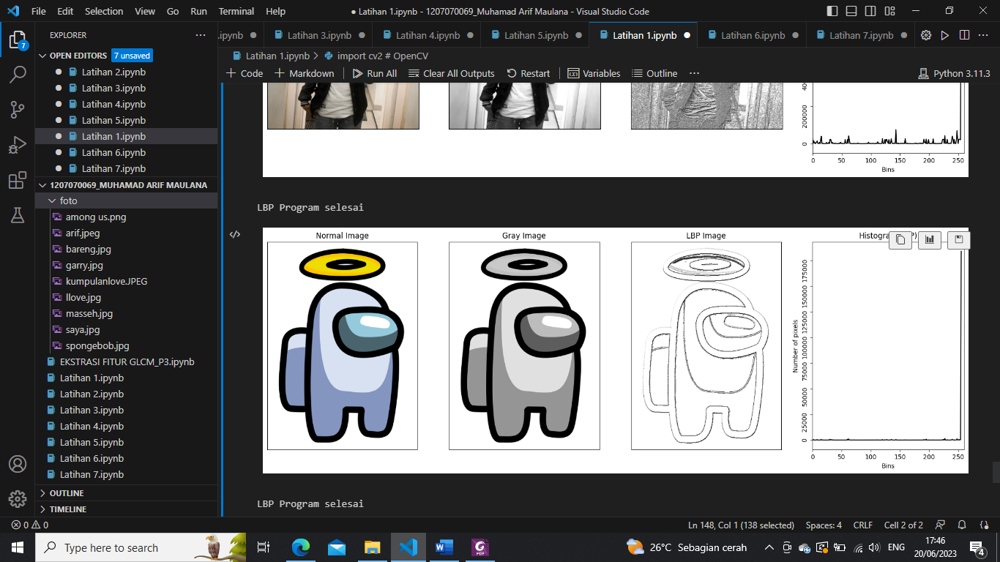 File Edit Selection View Go Run Terminal Help
● Latihan 1.ipynb - 1207070069_Muhamad Arif Maulana - Visual Studio Code
EXPLORER
.ipynb
Latihan 3.ipynb
Latihan 4.ipynb
Latihan 5.ipynb
Latihan 1.ipynb
Latihan 6.ipynb
Latihan 7.ipynb
7
Latihan 1.ipynb > import cv2 # OpenCV
+ Code + Markdown Run All Clear All Outputs Restart Variables Outline ... Python 3.11.3
OPEN EDITORS 7 unsaved
Latihan 2.ipynb
Latihan 3.ipynb
Latihan 4.ipynb
Latihan 5.ipynb
Latihan 1.ipynb
Latihan 6.ipynb
Latihan 7.ipynb
1207070069_MUHAMAD ARIF MAULANA
foto
among us.png
arif.jpeg
bareng.jpg
garry.jpg
kumpulanlove.JPEG
llove.jpg
masseh.jpg
saya.jpg
spongebob.jpg
EKSTRASI FITUR GLCM_P3.ipynb
Latihan 1.ipynb
Latihan 2.ipynb
Latihan 3.ipynb
Latihan 4.ipynb
Latihan 5.ipynb
Latihan 6.ipynb
Latihan 7.ipynb
OUTLINE
TIMELINE
200000
0
0 50 100 150 200 250
Bins
LBP Program selesai
Normal Image
Gray Image
LBP Image
Number of pixels
175000
150000
125000
100000
75000
50000
25000
0
0 50 100 150 200 250
Bins
LBP Program selesai
0 0
Ln 148, Col 1 (138 selected) Spaces: 4 CRLF Cell 2 of 2
Type here to search
26°C Sebagian cerah
ENG
17:46
20/06/2023
4